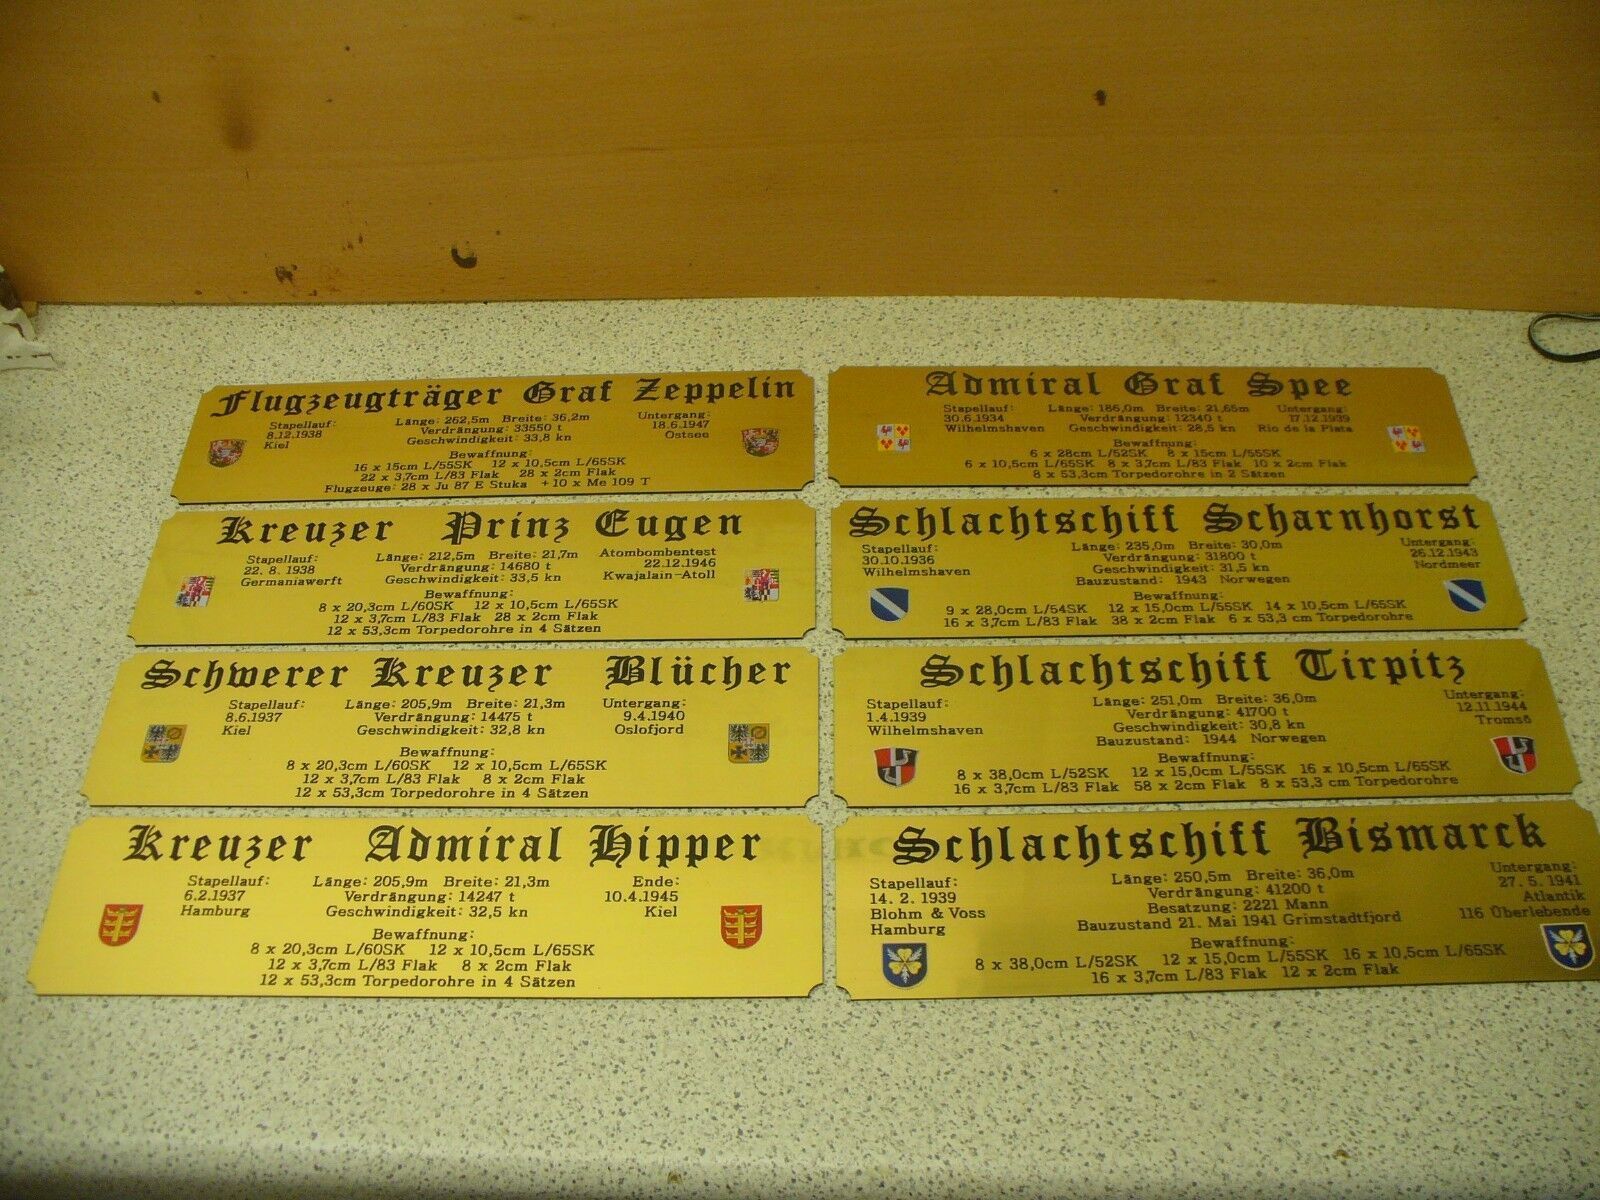 Flugzeugträger Graf Zeppelin
Stapellauf: Länge: 262,5m Breite: 36,2m Untergang:
8.12.1938 Verdrängung: 33550 t 18.6.1947
Kiel Geschwindigkeit: 33,8 kn Ostsee
Bewaffnung:
16 x 15cm L/55SK 12 x 10,5cm L/65SK
22 x 3,7cm L/83 Flak 28 x 2cm Flak
Flugzeuge: 28 x Ju 87 E Stuka + 10 x Me 109 T
Kreuzer Prinz Eugen
Stapellauf: Länge: 212,5m Breite: 21,7m Atombombentest
22. 8. 1938 Verdrängung: 14680 t 22.12.1946
Germaniawerft Geschwindigkeit: 33,5 kn Kwajalain-Atoll
Bewaffnung:
8 x 20,3cm L/60SK 12 x 10,5cm L/65SK
12 x 3,7cm L/83 Flak 28 x 2cm Flak
12 x 53,3cm Torpedorohre in 4 Sätzen
Schwerer Kreuzer Blücher
Stapellauf: Länge: 205,9m Breite: 21,3m Untergang:
8.6.1937 Verdrängung: 14475 t 9.4.1940
Kiel Geschwindigkeit: 32,8 kn Oslofjord
Bewaffnung:
8 x 20,3cm L/60SK 12 x 10,5cm L/65SK
12 x 3,7cm L/83 Flak 8 x 2cm Flak
12 x 53,3cm Torpedorohre in 4 Sätzen
Kreuzer Admiral Hipper
Stapellauf: Länge: 205,9m Breite: 21,3m Ende:
6.2.1937 Verdrängung: 14247 t 10.4.1945
Hamburg Geschwindigkeit: 32,5 kn Kiel
Bewaffnung:
8 x 20,3cm L/60SK 12 x 10,5cm L/65SK
12 x 3,7cm L/83 Flak 8 x 2cm Flak
12 x 53,3cm Torpedorohre in 4 Sätzen
Admiral Graf Spee
Stapellauf: Länge: 186,0m Breite: 21,65m Untergang:
30.6.1934 Verdrängung: 12340 t 17.12.1939
Wilhelmshaven Geschwindigkeit: 28,5 kn Rio de la Plata
Bewaffnung:
6 x 28cm L/52SK 8 x 15cm L/55SK
6 x 10,5cm L/65SK 8 x 3,7cm L/83 Flak 10 x 2cm Flak
8 x 53,3cm Torpedorohre in 2 Sätzen
Schlachtschiff Scharnhorst
Stapellauf: Länge: 235,0m Breite: 30,0m Untergang:
30.10.1936 Verdrängung: 31800 t 26.12.1943
Wilhelmshaven Geschwindigkeit: 31,5 kn Nordmeer
Bauzustand: 1943 Norwegen
Bewaffnung:
9 x 28,0cm L/54SK 12 x 15,0cm L/55SK 14 x 10,5cm L/65SK
16 x 3,7cm L/83 Flak 38 x 2cm Flak 6 x 53,3 cm Torpedorohre
Schlachtschiff Tirpitz
Stapellauf: Länge: 251,0m Breite: 36,0m Untergang:
1.4.1939 Verdrängung: 41700 t 12.11.1944
Wilhelmshaven Geschwindigkeit: 30,8 kn Tromsö
Bauzustand: 1944 Norwegen
Bewaffnung:
8 x 38,0cm L/52SK 12 x 15,0cm L/55SK 16 x 10,5cm L/65SK
16 x 3,7cm L/83 Flak 58 x 2cm Flak 8 x 53,3 cm Torpedorohre
Schlachtschiff Bismarck
Stapellauf: Länge: 250,5m Breite: 36,0m Untergang:
14. 2. 1939 Verdrängung: 41200 t 27. 5. 1941
Blohm & Voss Besatzung: 2221 Mann Atlantik
Hamburg Bauzustand 21. Mai 1941 Grimstadtfjord 116 Überlebende
Bewaffnung:
8 x 38,0cm L/52SK 12 x 15,0cm L/55SK 16 x 10,5cm L/65SK
16 x 3,7cm L/83 Flak 12 x 2cm Flak